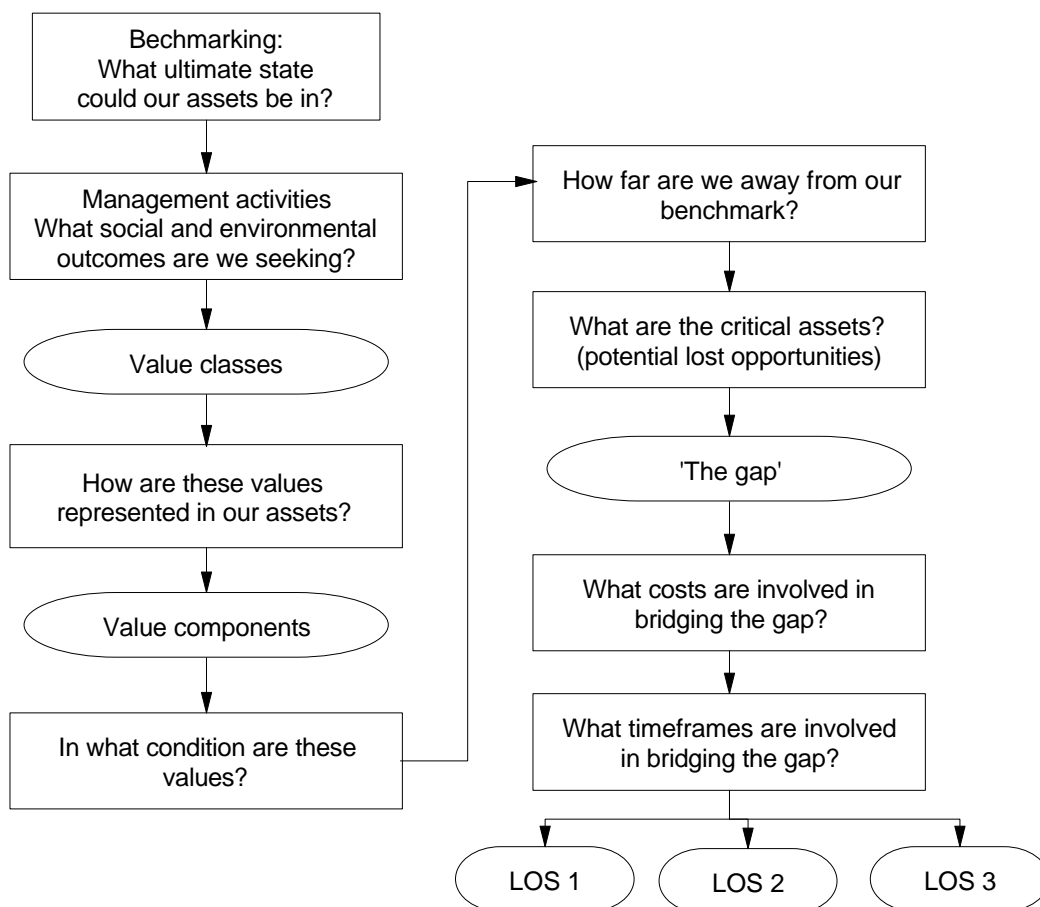 Bechmarking:
What ultimate state
could our assets be in?
Management activities
What social and environmental
outcomes are we seeking?
Value classes
How are these values
represented in our assets?
Value components
In what condition are these
values?
How far are we away from our
benchmark?
What are the critical assets?
(potential lost opportunities)
'The gap'
What costs are involved in
bridging the gap?
What timeframes are involved
in bridging the gap?
LOS 1
LOS 2
LOS 3